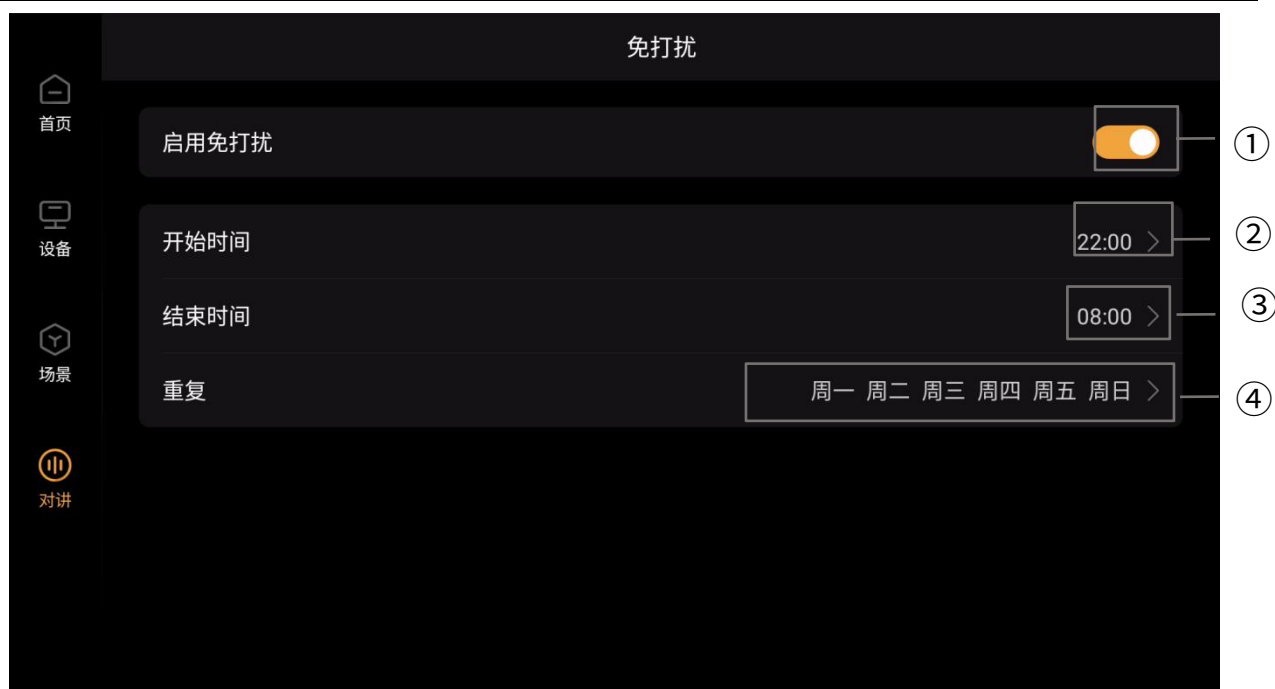 免打扰
首页
启用免打扰
①
设备
开始时间 22:00
②
结束时间 08:00
③
场景
重复 周一 周二 周三 周四 周五 周日
④
对讲